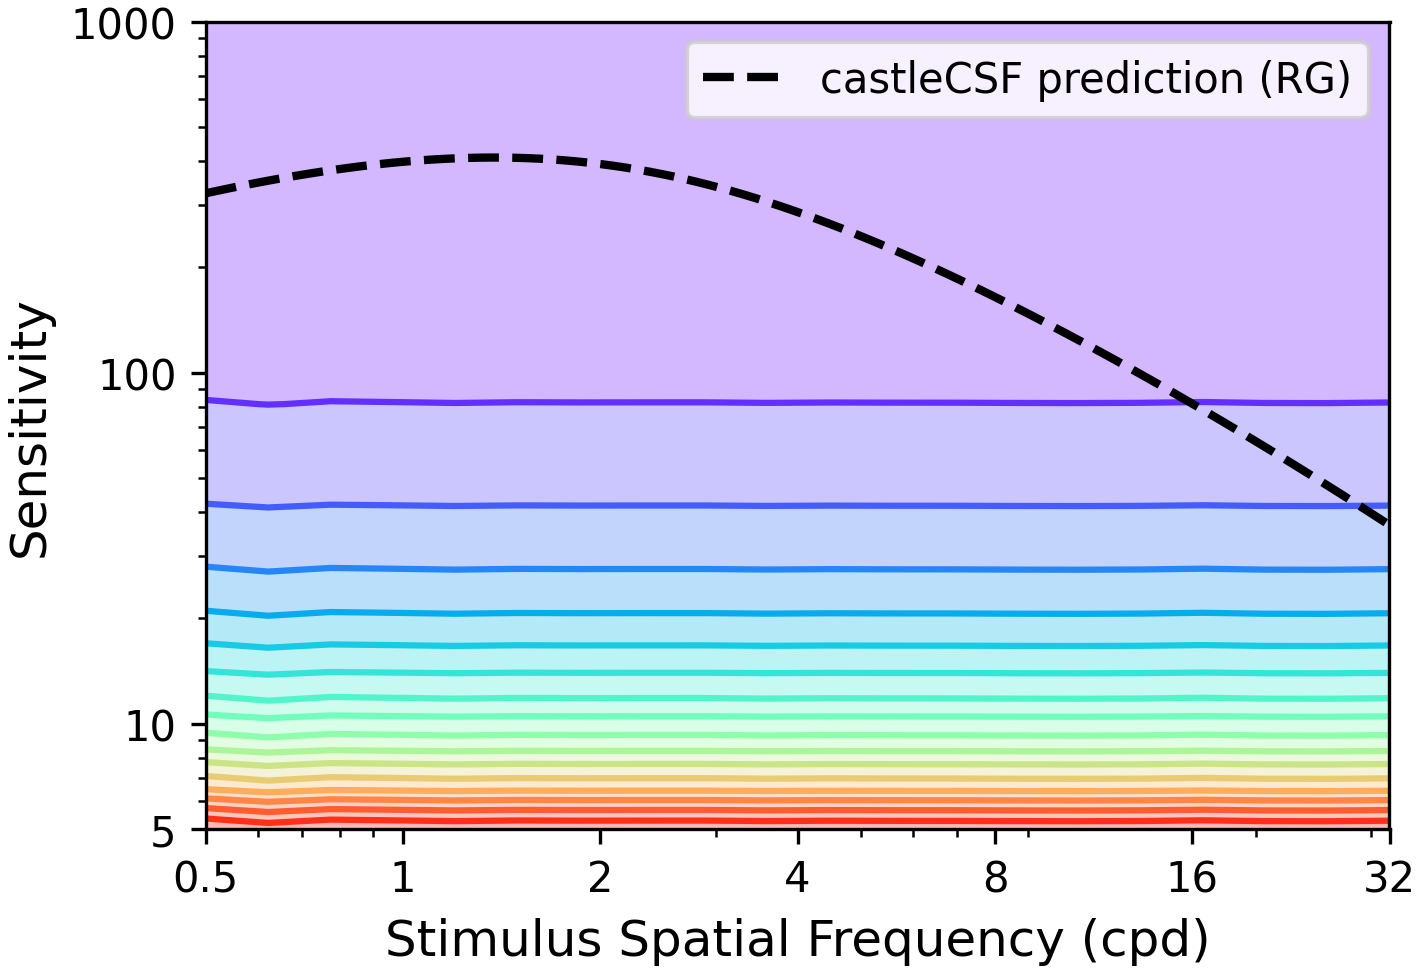 1000
castleCSF prediction (RG)
100
Sensitivity
10
5
0.5 1 2 4 8 16 32
Stimulus Spatial Frequency (cpd)